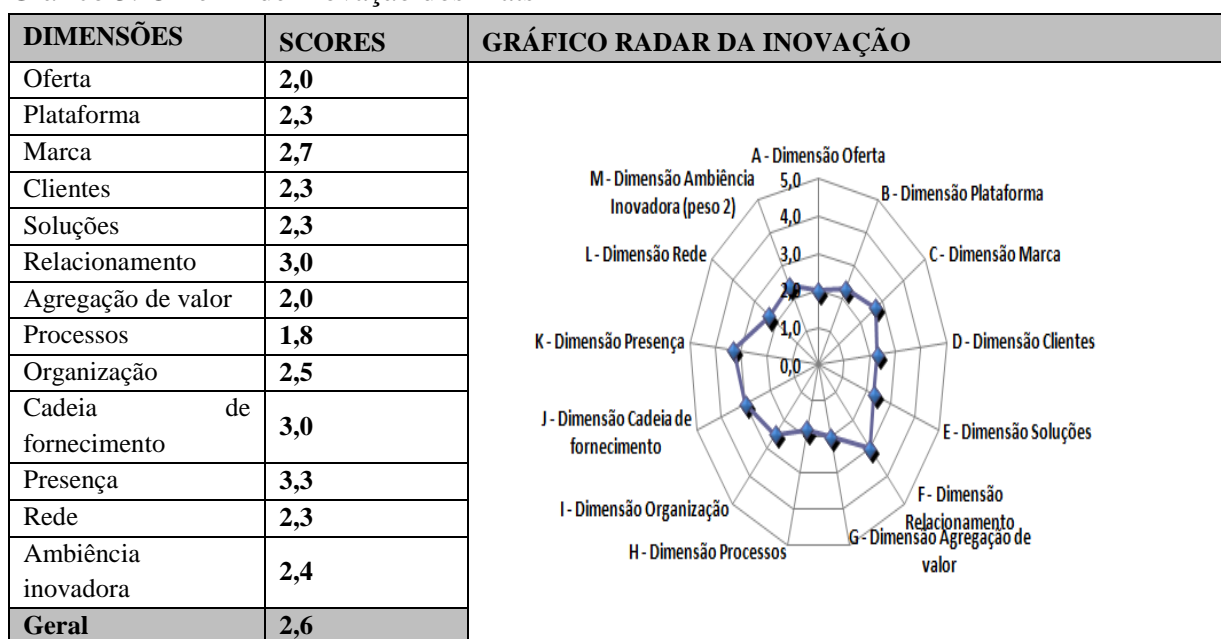 DIMENSÕES SCORES GRÁFICO RADAR DA INOVAÇÃO
Oferta 2,0
Plataforma 2,3
Marca 2,7
Clientes 2,3
Soluções 2,3
Relacionamento 3,0
Agregação de valor 2,0
Processos 1,8
Organização 2,5
Cadeia de
fornecimento 3,0
Presença 3,3
Rede 2,3
Ambiência
inovadora 2,4
Geral 2,6
A - Dimensão Oferta
B - Dimensão Plataforma
C - Dimensão Marca
D - Dimensão Clientes
E - Dimensão Soluções
F - Dimensão
Relacionamento
G - Dimensão Agregação de
valor
H - Dimensão Processos
I - Dimensão Organização
J - Dimensão Cadeia de
fornecimento
K - Dimensão Presença
L - Dimensão Rede
M - Dimensão Ambiência
Inovadora (peso 2)
5,0
4,0
3,0
2,0
1,0
0,0